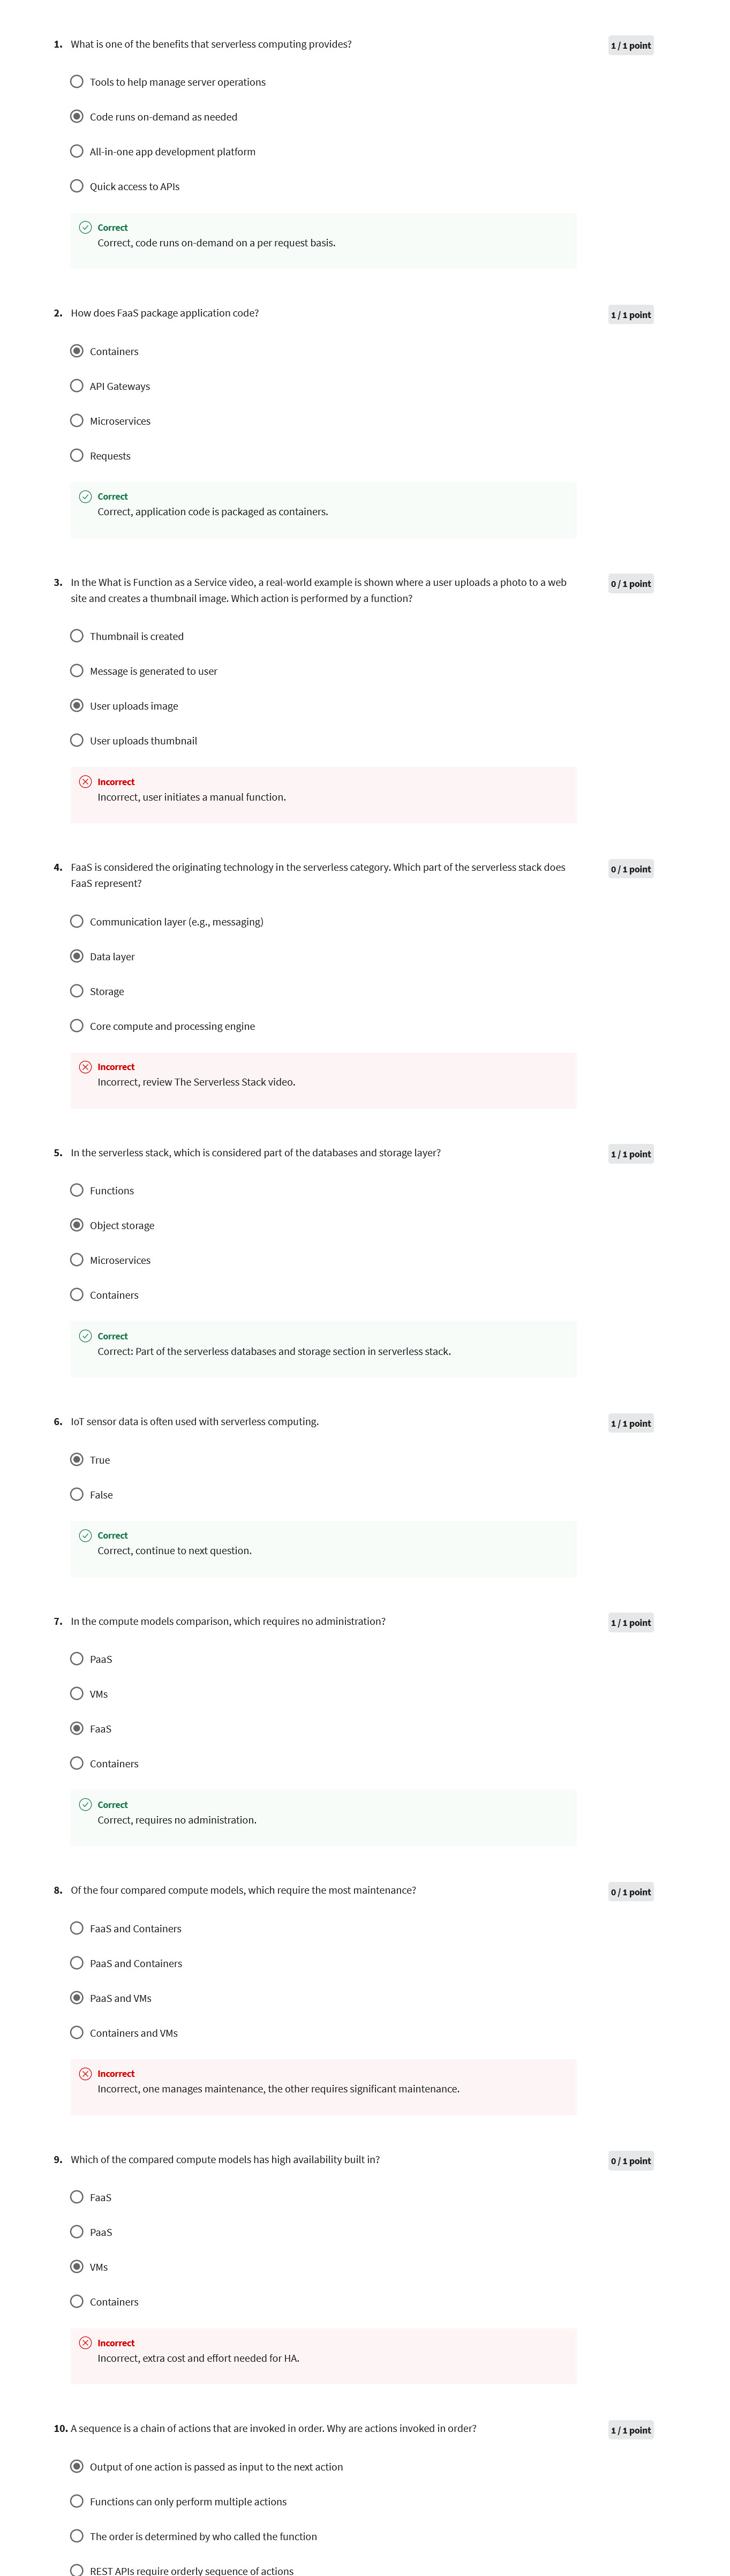 1. What is one of the benefits that serverless computing provides?
1 / 1 point
Tools to help manage server operations
Code runs on-demand as needed
All-in-one app development platform
Quick access to APIs
Correct
Correct, code runs on-demand on a per request basis.
2. How does FaaS package application code?
1 / 1 point
Containers
API Gateways
Microservices
Requests
Correct
Correct, application code is packaged as containers.
3. In the What is Function as a Service video, a real-world example is shown where a user uploads a photo to a web
site and creates a thumbnail image. Which action is performed by a function?
0 / 1 point
Thumbnail is created
Message is generated to user
User uploads image
User uploads thumbnail
Incorrect
Incorrect, user initiates a manual function.
4. FaaS is considered the originating technology in the serverless category. Which part of the serverless stack does
FaaS represent?
0 / 1 point
Communication layer (e.g., messaging)
Data layer
Storage
Core compute and processing engine
Incorrect
Incorrect, review The Serverless Stack video.
5. In the serverless stack, which is considered part of the databases and storage layer?
1 / 1 point
Functions
Object storage
Microservices
Containers
Correct
Correct: Part of the serverless databases and storage section in serverless stack.
6. IoT sensor data is often used with serverless computing.
1 / 1 point
True
False
Correct
Correct, continue to next question.
7. In the compute models comparison, which requires no administration?
1 / 1 point
PaaS
VMs
FaaS
Containers
Correct
Correct, requires no administration.
8. Of the four compared compute models, which require the most maintenance?
0 / 1 point
FaaS and Containers
PaaS and Containers
PaaS and VMs
Containers and VMs
Incorrect
Incorrect, one manages maintenance, the other requires significant maintenance.
9. Which of the compared compute models has high availability built in?
0 / 1 point
FaaS
PaaS
VMs
Containers
Incorrect
Incorrect, extra cost and effort needed for HA.
10. A sequence is a chain of actions that are invoked in order. Why are actions invoked in order?
1 / 1 point
Output of one action is passed as input to the next action
Functions can only perform multiple actions
The order is determined by who called the function
REST APIs require orderly sequence of actions